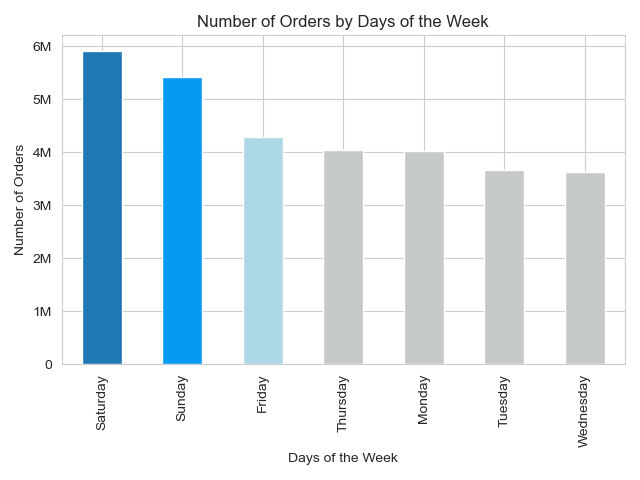 Number of Orders by Days of the Week
6M
5M
4M
3M
2M
1M
0
Number of Orders
Saturday
Sunday
Friday
Thursday
Monday
Tuesday
Wednesday
Days of the Week